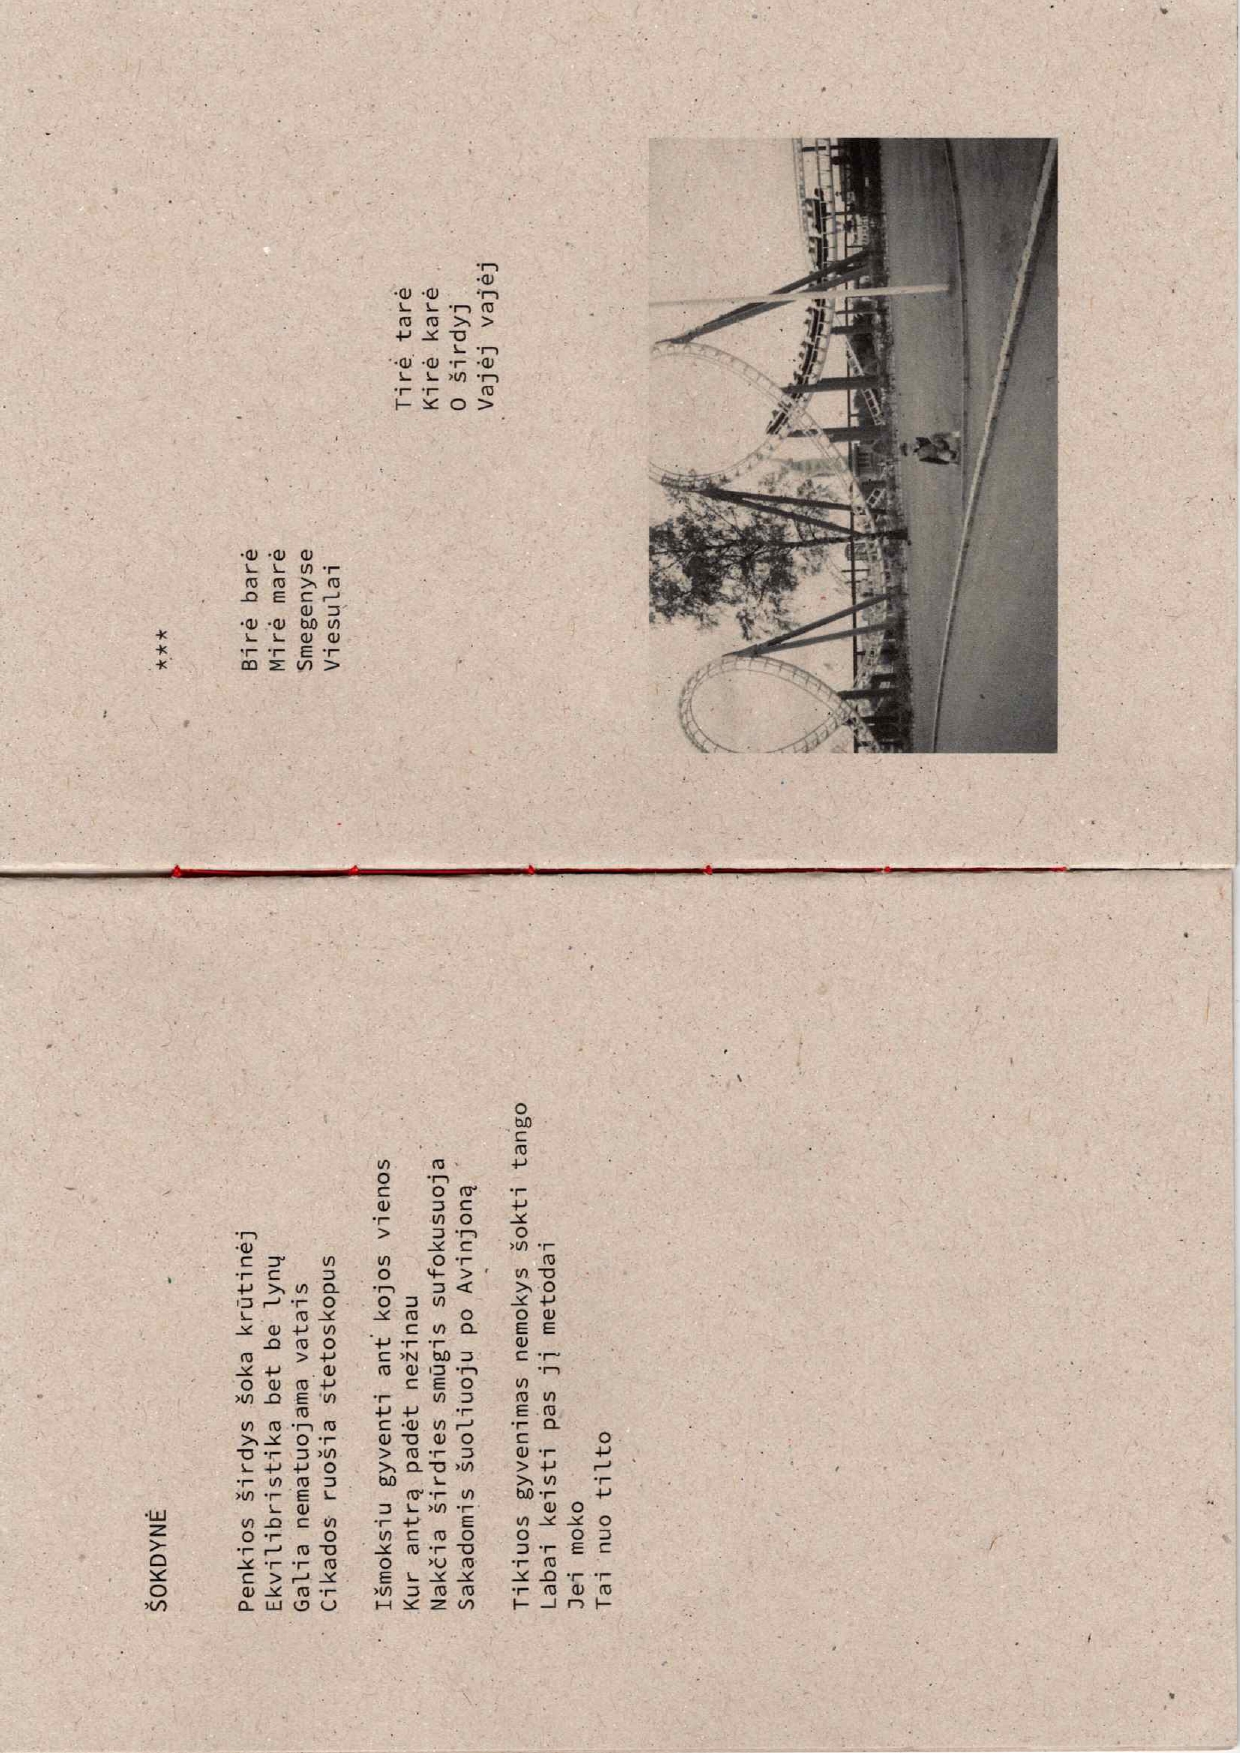 ŠOKDYNĖ

Penkios širdys šoka krūtinėj
Ekvilibristika bet be lynų
Galia nematuojama vatais
Cikados ruošia stetoskopus

Išmoksiu gyventi ant kojos vienos
Kur antrą padėt nežinau
Nakčia širdies smūgis sufokusuoja
Sakadomis šuoliuoju po Avinjoną

Tikiuos gyvenimas nemokys šokti tango
Labai keisti pas jį metodai
Jei moko
Tai nuo tilto

***

Birė barė
Mirė marė
Smegenyse
Viesulai

Tirė tarė
Kirė karė
O širdyj
Vajėj vajėj